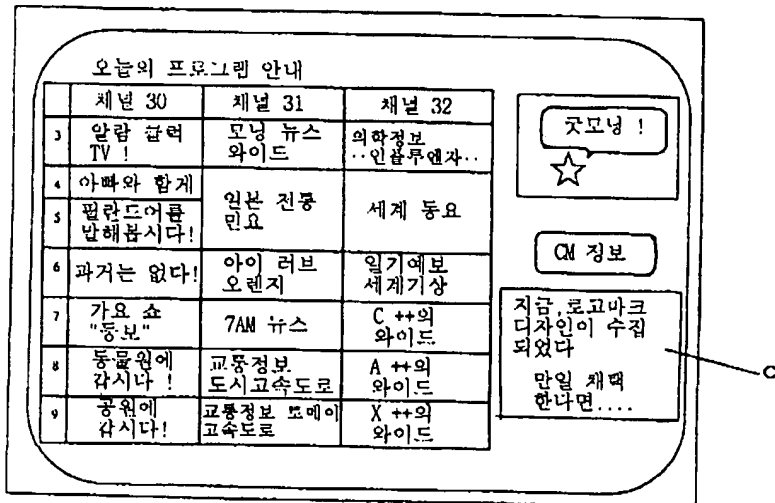 오늘의 프로그램 안내
채널 30 채널 31 채널 32
3 알람 클럭 모닝 뉴스 의학정보
TV ! 와이드 ‥인플루엔자‥
4 아빠와 함게 일본 전통 세계 동요
민요
5 필란드어를
발해봅시다!
6 과거는 없다! 아이 러브 일기예보
오렌지 세계기상
7 가요 쇼 7AM 뉴스 C ++의
"동보" 와이드
8 동물원에 교통정보 A ++의
갑시다 ! 도시고속도로 와이드
9 공원에 교통정보 토메이 X ++의
갑시다! 고속도로 와이드
굿모닝 !
CM 정보
지금,로고마크
디자인이 수집
되었다
만일 채택
한다면....
C